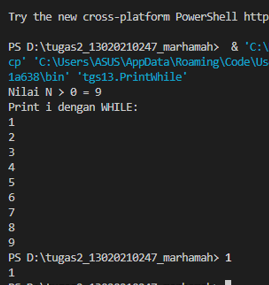 Try the new cross-platform PowerShell http
PS D:\tugas2_13020210247_marhamah>  & 'C:\
cp' 'C:\Users\ASUS\AppData\Roaming\Code\Us
1a638\bin' 'tgs13.PrintWhile'
Nilai N > 0 = 9
Print i dengan WHILE:
1
2
3
4
5
6
7
8
9
PS D:\tugas2_13020210247_marhamah> 1
1